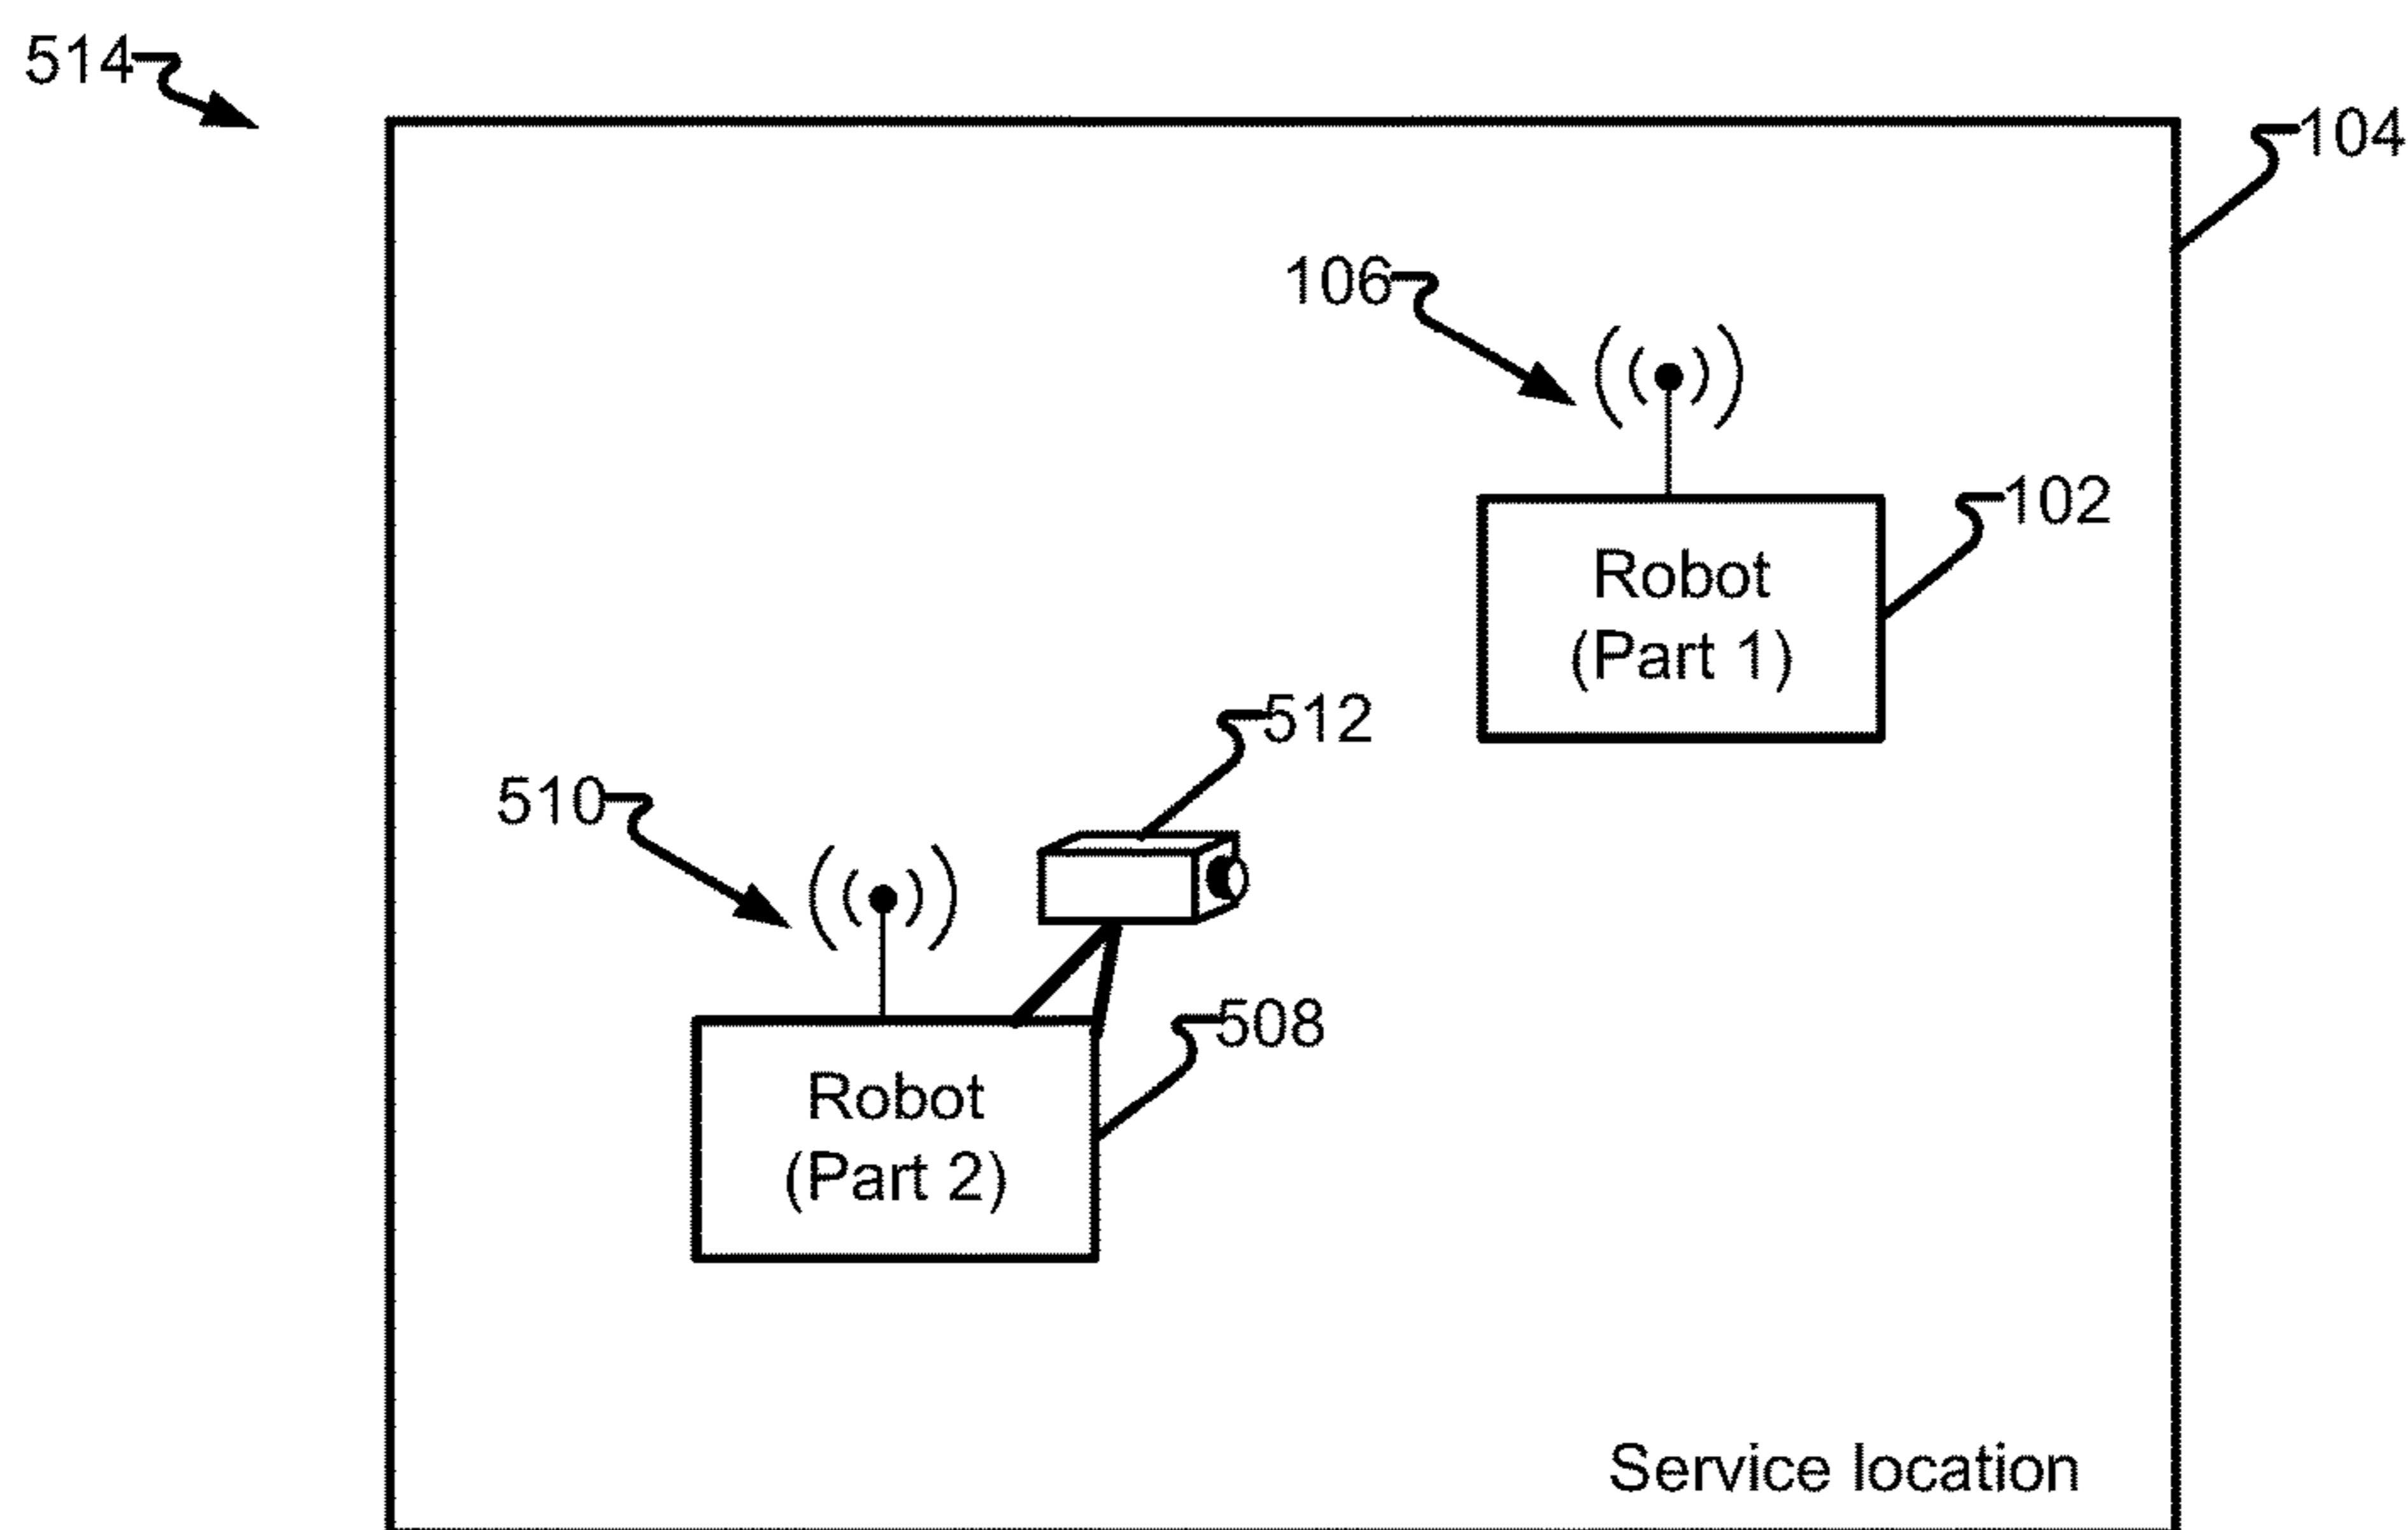 514
104
106
102
Robot
(Part 1)
512
510
508
Robot
(Part 2)
Service location